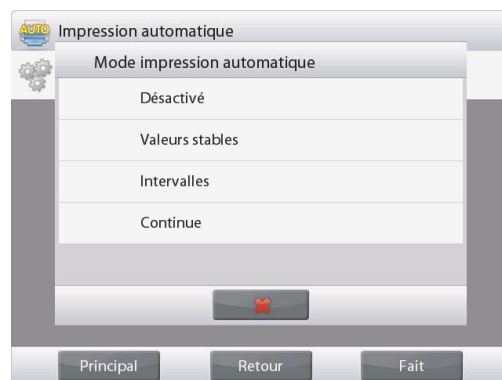 AUTO
Impression automatique
Mode impression automatique
Désactivé
Valeurs stables
Intervalles
Continue
Principal
Retour
Fait